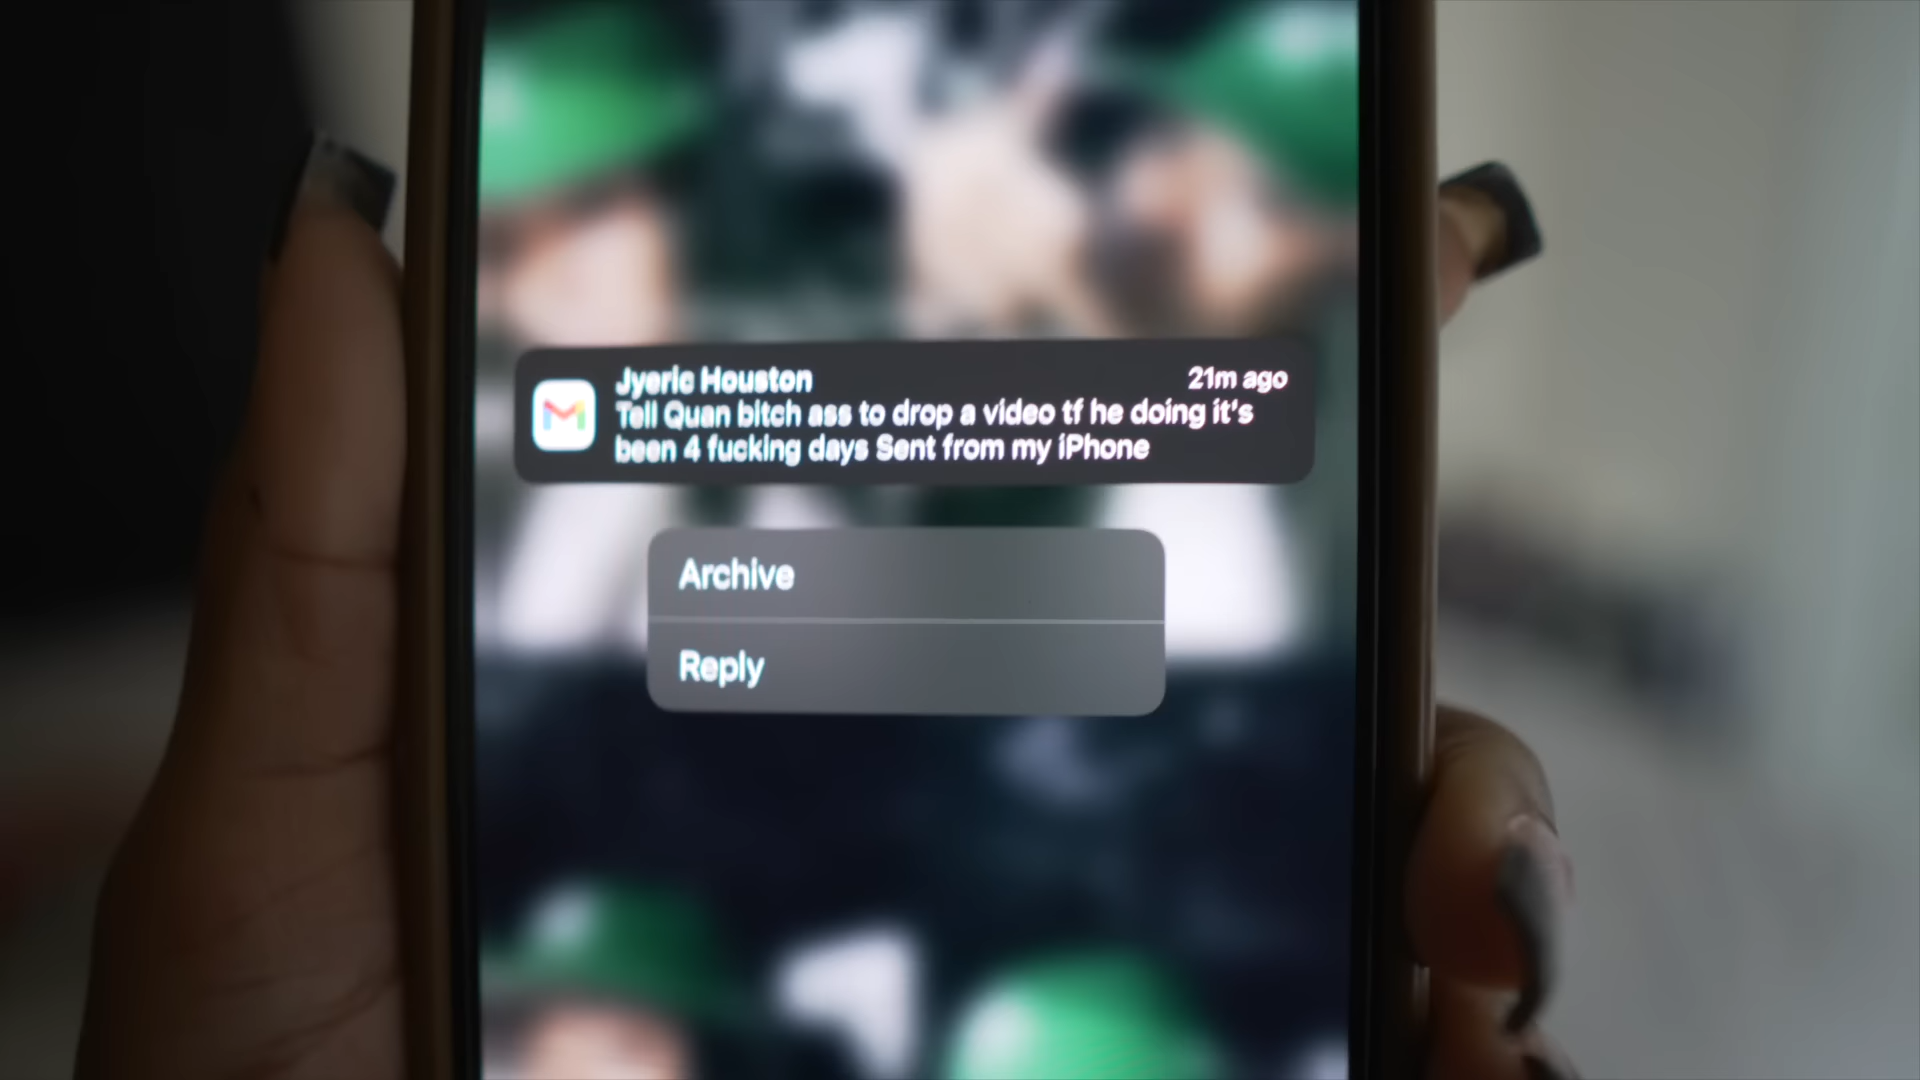 Jyeric Houston
21m ago
Tell Quan bitch ass to drop a video tf he doing it's
been 4 fucking days Sent from my iPhone
Archive
Reply